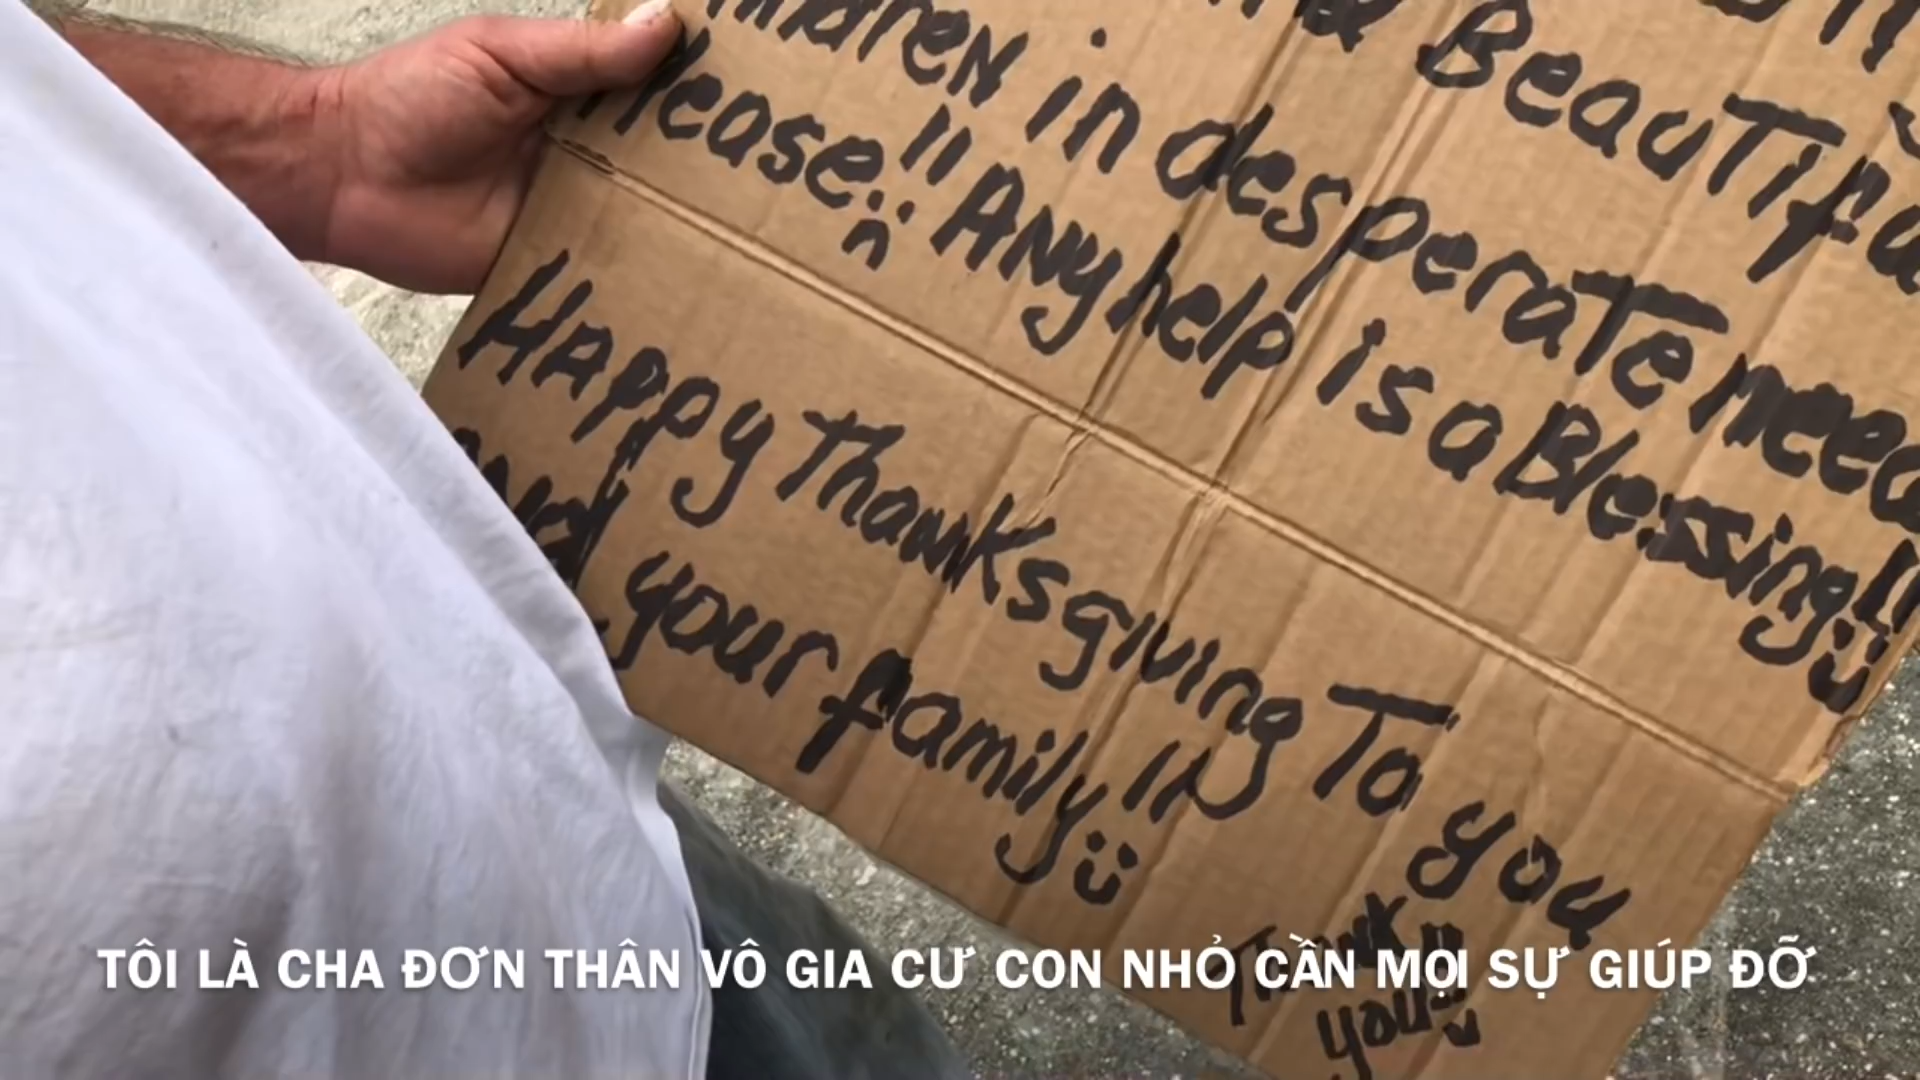 Beautiful
children in desperate need
Please!! Any help is a Blessing!!
Happy Thanksgiving To you
and your family!!
Thank
you!!
TÔI LÀ CHA ĐƠN THÂN VÔ GIA CƯ CON NHỎ CẦN MỌI SỰ GIÚP ĐỠ